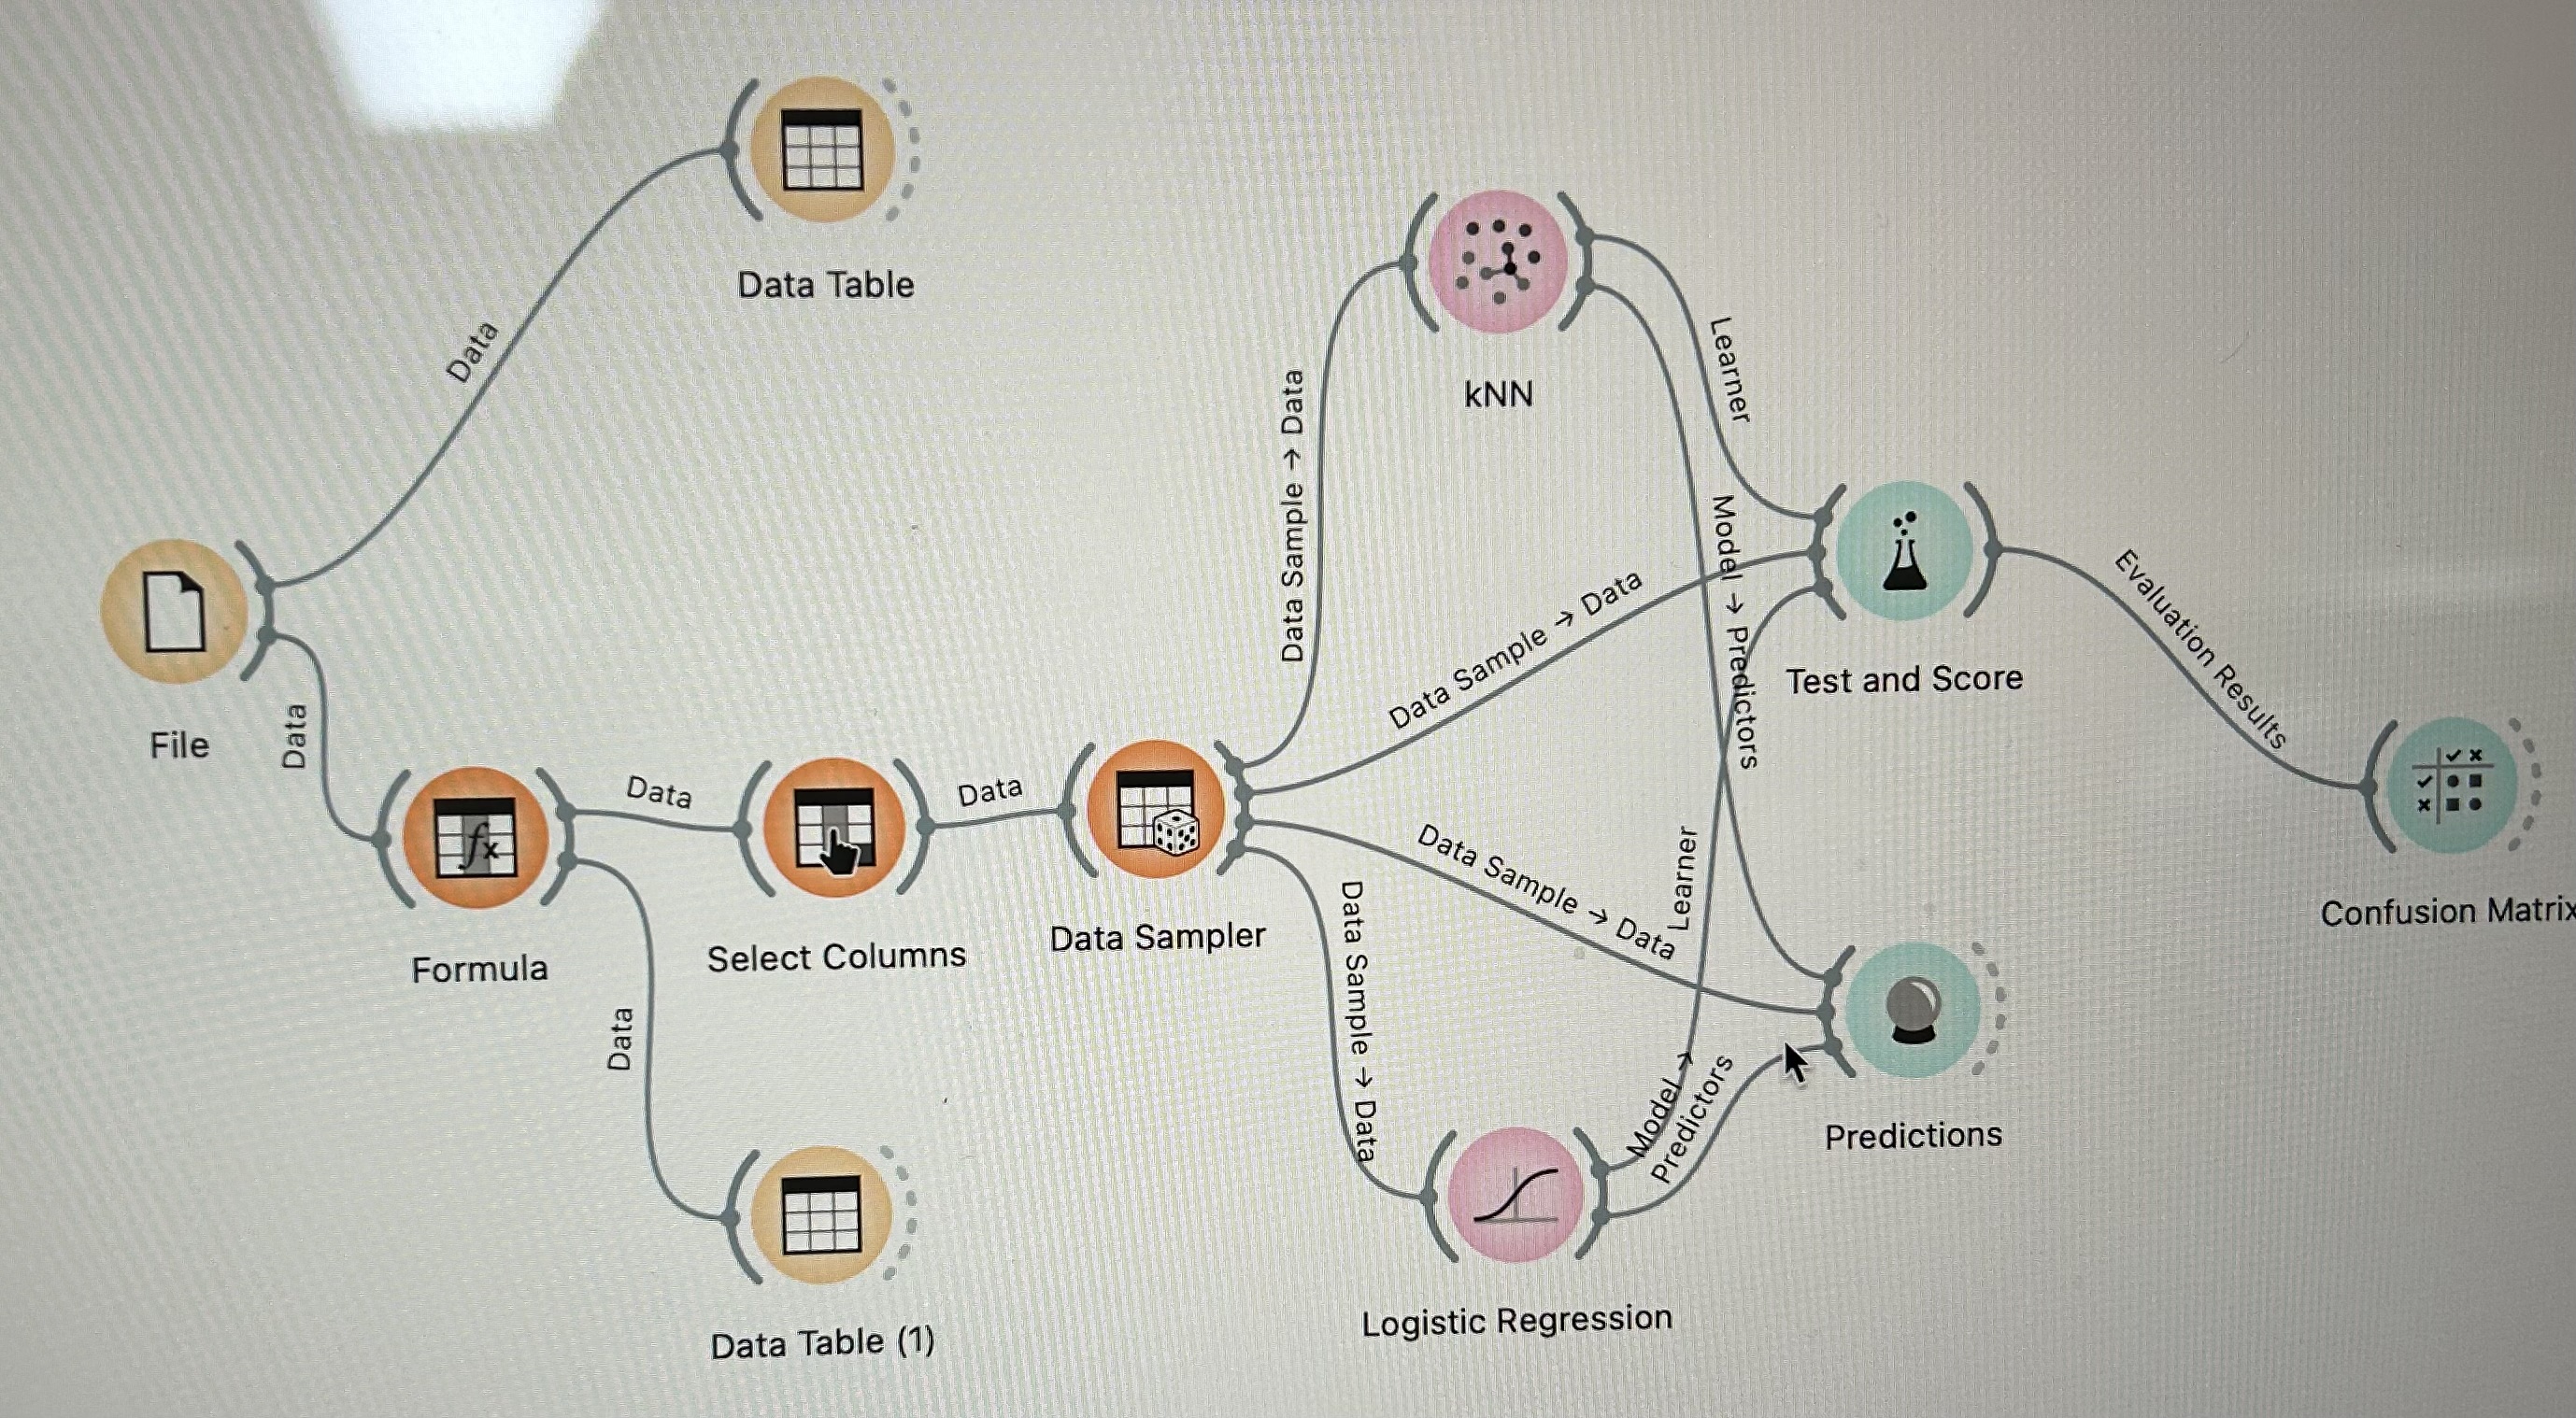 Data Table
Data
kNN
Learner
Data Sample → Data
Data Sample → Data
Model → Predictors
Evaluation Results
Test and Score
File
Data
Data
Data
Formula
Select Columns
Data Sampler
Data Sample → Data
Learner
Confusion Matrix
Data Sample → Data
Data
Model →
Predictors
Predictions
Data Table (1)
Logistic Regression